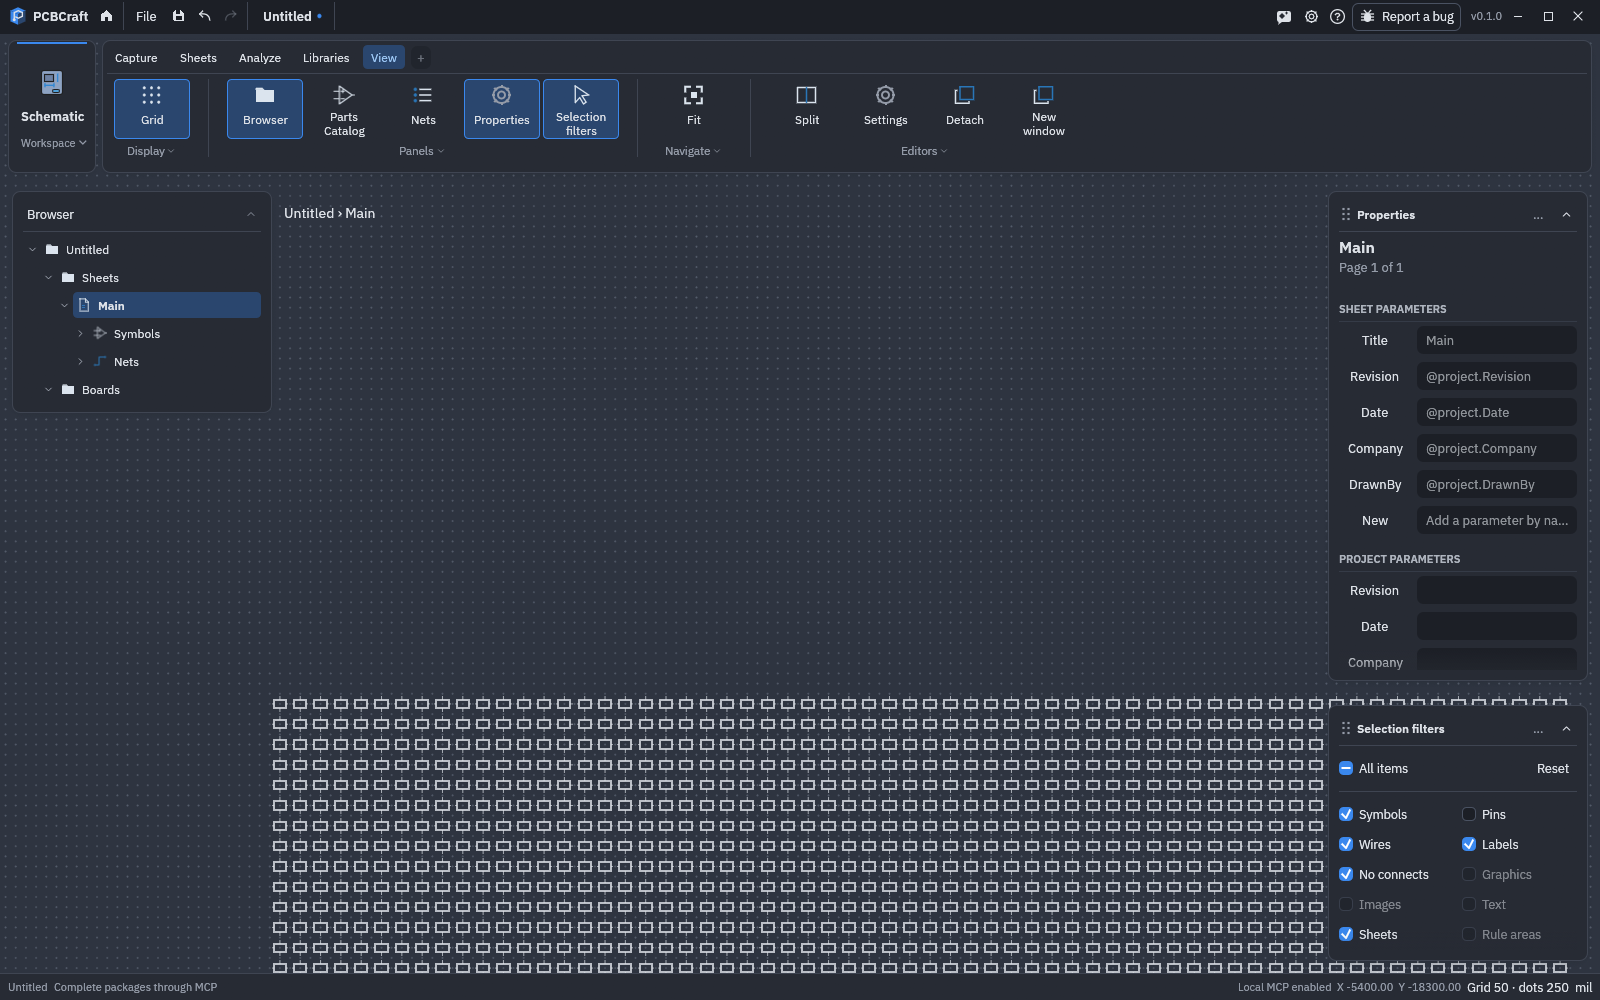 PCBCraft File Untitled Report a bug v0.1.0
Capture Sheets Analyze Libraries View +
Schematic
Workspace
Grid
Display
Browser
Parts
Catalog
Nets
Properties
Selection
filters
Panels
Fit
Navigate
Split
Settings
Detach
New
window
Editors
Browser
Untitled
Sheets
Main
Symbols
Nets
Boards
Untitled › Main
Properties ...
Main
Page 1 of 1
SHEET PARAMETERS
Title Main
Revision @project.Revision
Date @project.Date
Company @project.Company
DrawnBy @project.DrawnBy
New Add a parameter by na...
PROJECT PARAMETERS
Revision
Date
Company
Selection filters ...
All items Reset
Symbols Pins
Wires Labels
No connects Graphics
Images Text
Sheets Rule areas
Untitled Complete packages through MCP
Local MCP enabled X -5400.00 Y -18300.00 Grid 50 · dots 250 mil